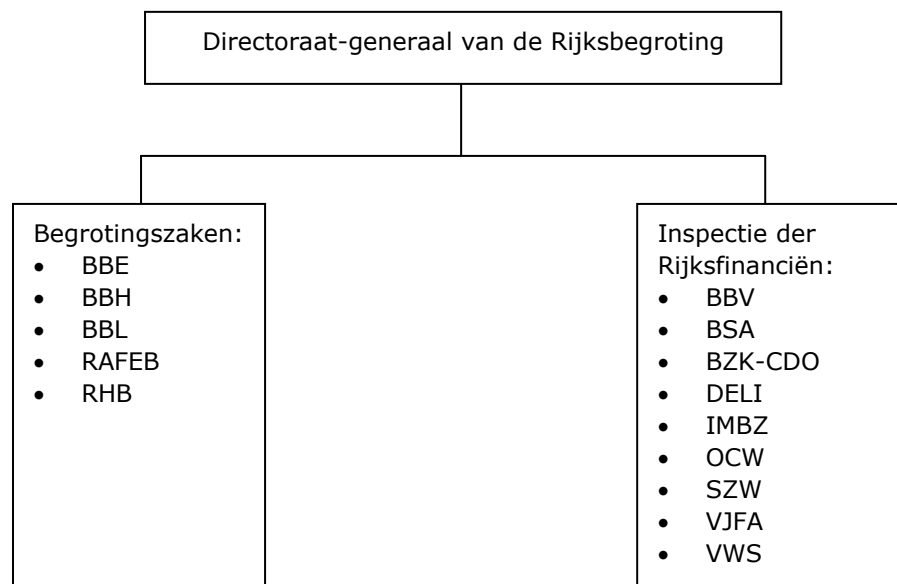 Directoraat-generaal van de Rijksbegroting
Begrotingszaken:
• BBE
• BBH
• BBL
• RAFEB
• RHB
Inspectie der
Rijksfinanciën:
• BBV
• BSA
• BZK-CDO
• DELI
• IMBZ
• OCW
• SZW
• VJFA
• VWS